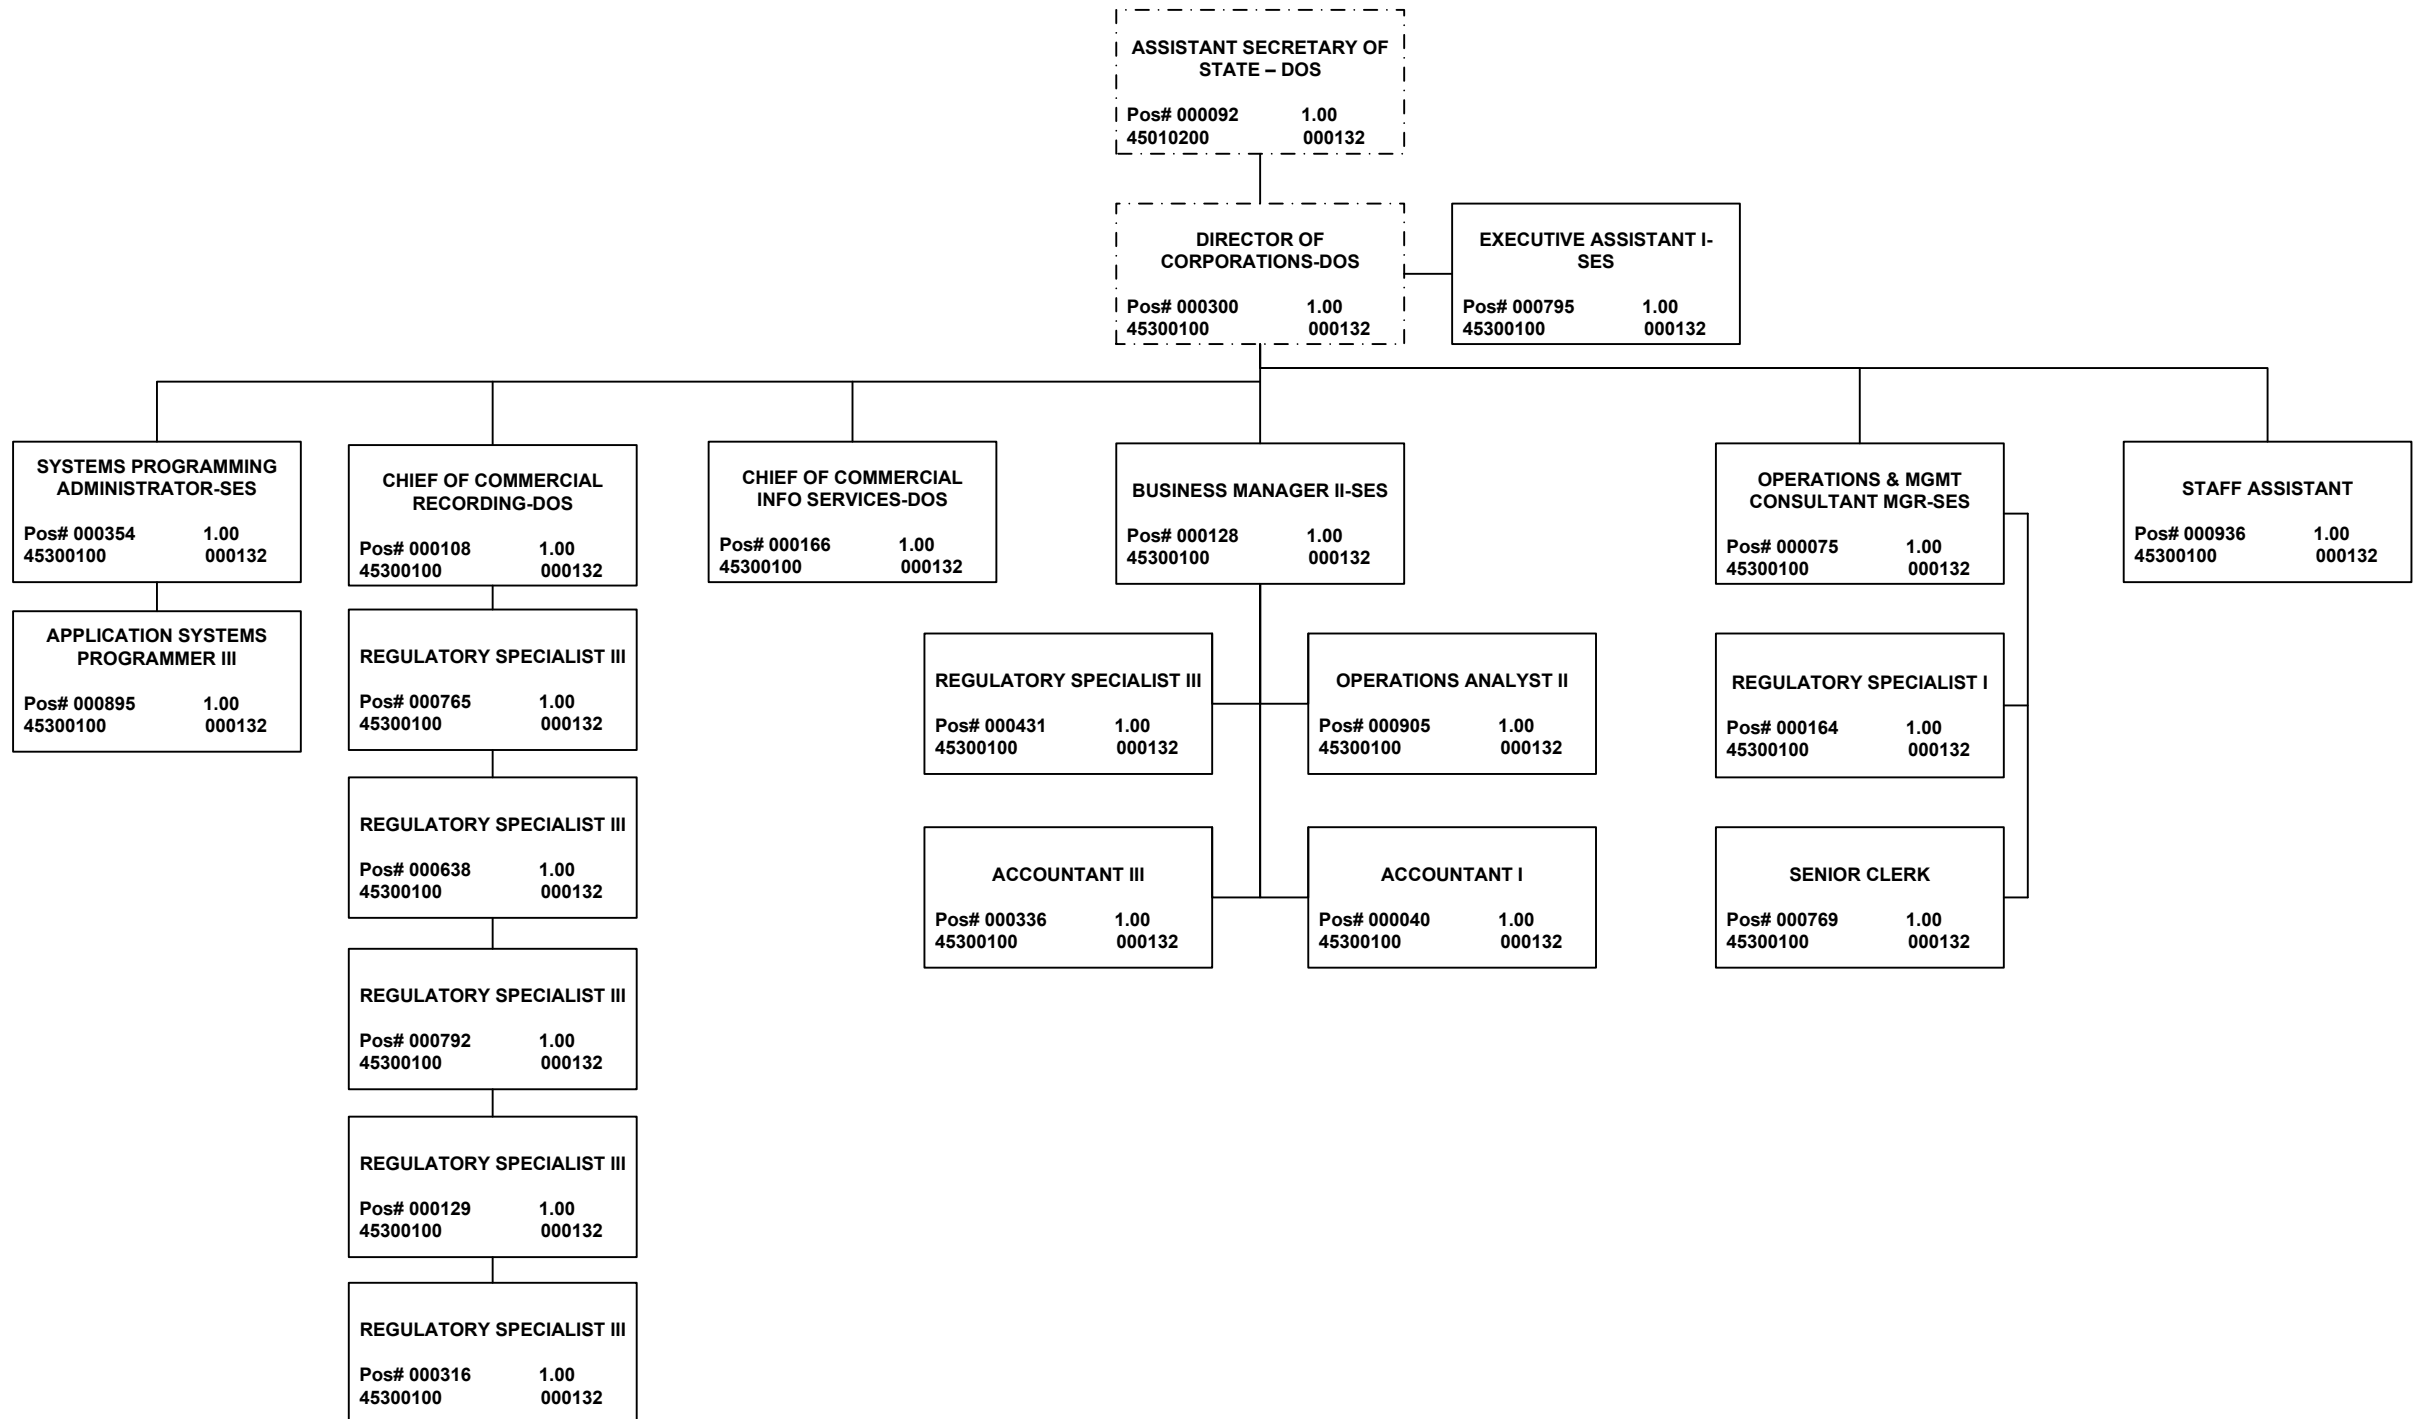 ASSISTANT SECRETARY OF
STATE – DOS
Pos# 000092 1.00
45010200 000132
DIRECTOR OF
CORPORATIONS-DOS
Pos# 000300 1.00
45300100 000132
EXECUTIVE ASSISTANT I-
SES
Pos# 000795 1.00
45300100 000132
SYSTEMS PROGRAMMING
ADMINISTRATOR-SES
Pos# 000354 1.00
45300100 000132
CHIEF OF COMMERCIAL
RECORDING-DOS
Pos# 000108 1.00
45300100 000132
CHIEF OF COMMERCIAL
INFO SERVICES-DOS
Pos# 000166 1.00
45300100 000132
BUSINESS MANAGER II-SES
Pos# 000128 1.00
45300100 000132
OPERATIONS & MGMT
CONSULTANT MGR-SES
Pos# 000075 1.00
45300100 000132
STAFF ASSISTANT
Pos# 000936 1.00
45300100 000132
APPLICATION SYSTEMS
PROGRAMMER III
Pos# 000895 1.00
45300100 000132
REGULATORY SPECIALIST III
Pos# 000765 1.00
45300100 000132
REGULATORY SPECIALIST III
Pos# 000431 1.00
45300100 000132
OPERATIONS ANALYST II
Pos# 000905 1.00
45300100 000132
REGULATORY SPECIALIST I
Pos# 000164 1.00
45300100 000132
REGULATORY SPECIALIST III
Pos# 000638 1.00
45300100 000132
ACCOUNTANT III
Pos# 000336 1.00
45300100 000132
ACCOUNTANT I
Pos# 000040 1.00
45300100 000132
SENIOR CLERK
Pos# 000769 1.00
45300100 000132
REGULATORY SPECIALIST III
Pos# 000792 1.00
45300100 000132
REGULATORY SPECIALIST III
Pos# 000129 1.00
45300100 000132
REGULATORY SPECIALIST III
Pos# 000316 1.00
45300100 000132